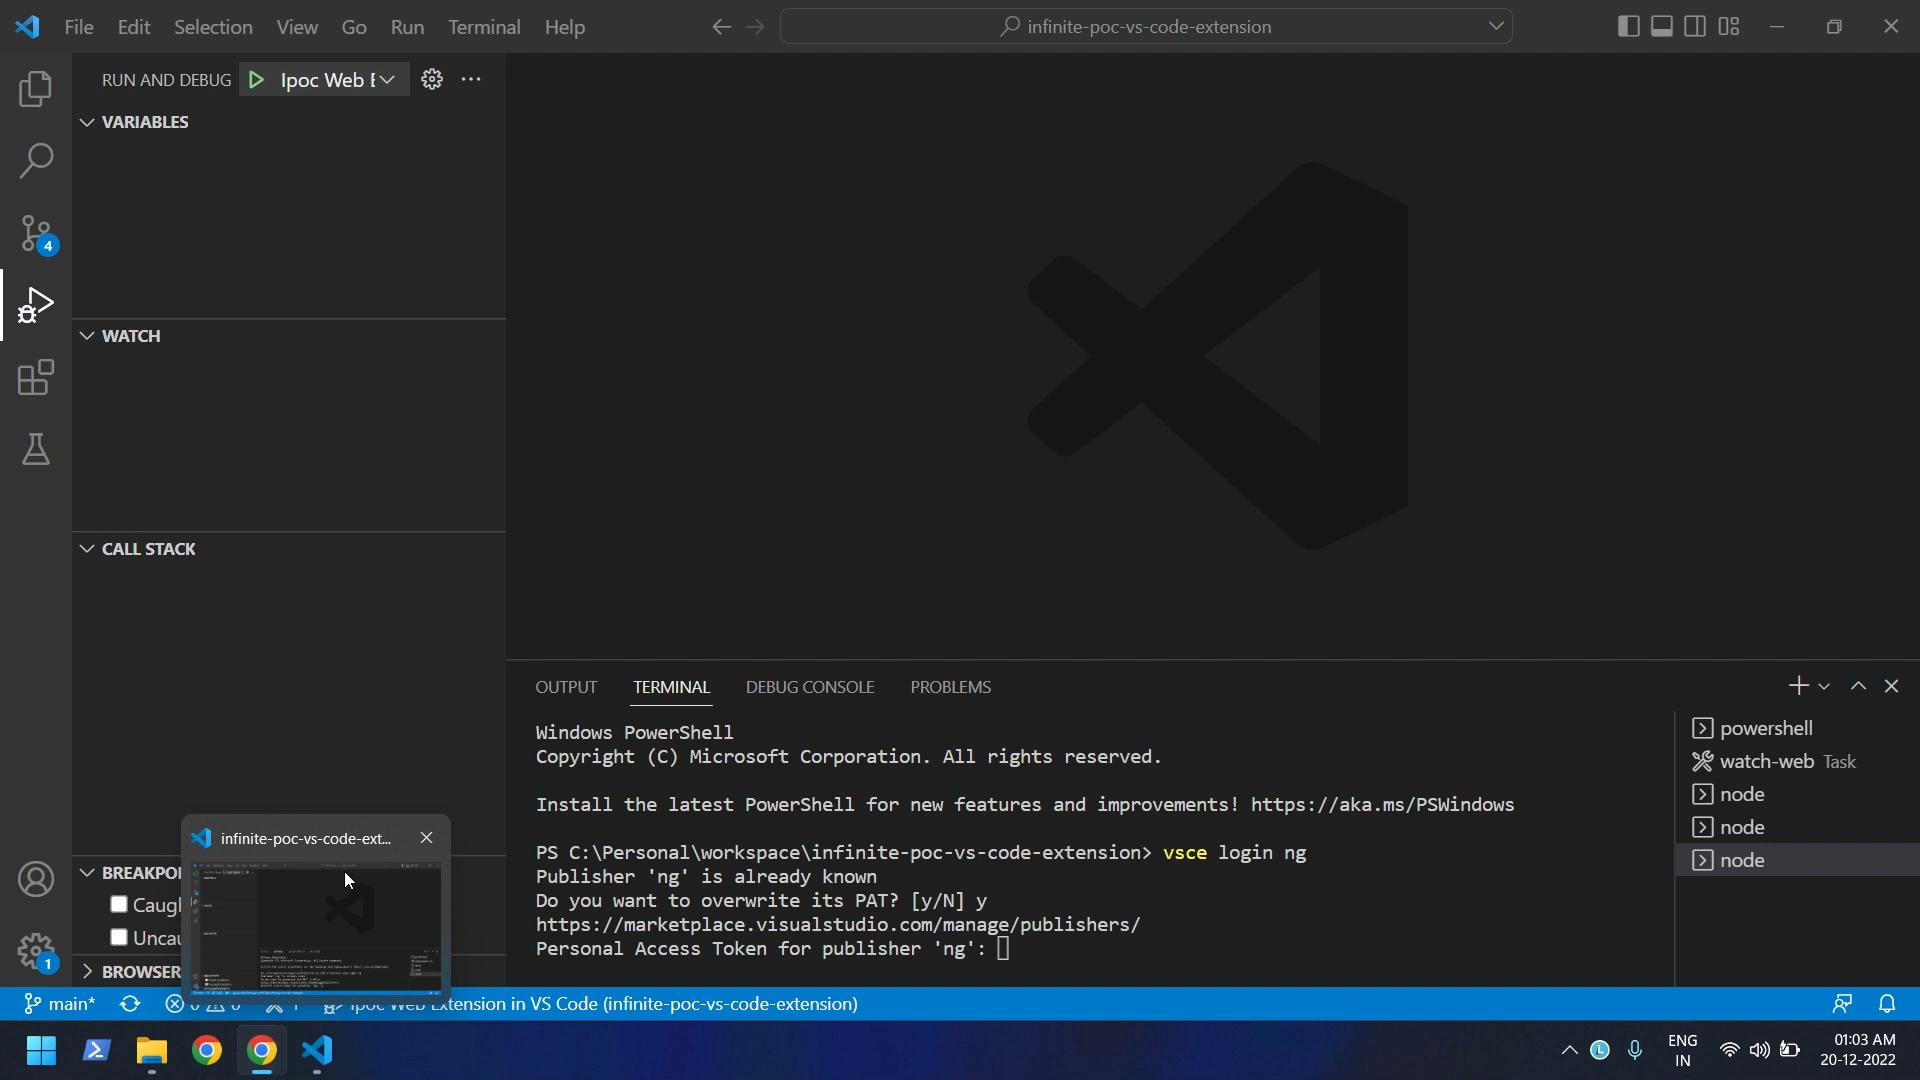 File Edit Selection View Go Run Terminal Help
infinite-poc-vs-code-extension
RUN AND DEBUG
Ipoc Web E
VARIABLES
4
WATCH
CALL STACK
BREAKPOI
Caugl
Uncau
BROWSER
1
infinite-poc-vs-code-ext...
OUTPUT TERMINAL DEBUG CONSOLE PROBLEMS
Windows PowerShell
Copyright (C) Microsoft Corporation. All rights reserved.
Install the latest PowerShell for new features and improvements! https://aka.ms/PSWindows
PS C:\Personal\workspace\infinite-poc-vs-code-extension> vsce login ng
Publisher 'ng' is already known
Do you want to overwrite its PAT? [y/N] y
https://marketplace.visualstudio.com/manage/publishers/
Personal Access Token for publisher 'ng':
powershell
watch-web Task
node
node
node
main*
Ipoc Web Extension in VS Code (infinite-poc-vs-code-extension)
L
ENG
IN
01:03 AM
20-12-2022